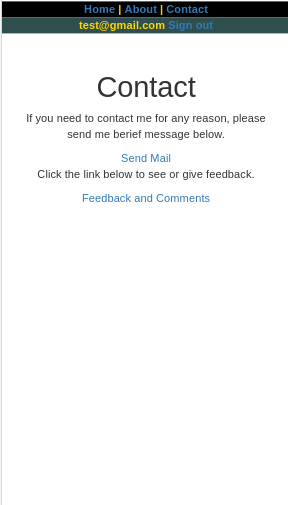 Home | About | Contact
test@gmail.com Sign out
Contact
If you need to contact me for any reason, please
send me berief message below.
Send Mail
Click the link below to see or give feedback.
Feedback and Comments